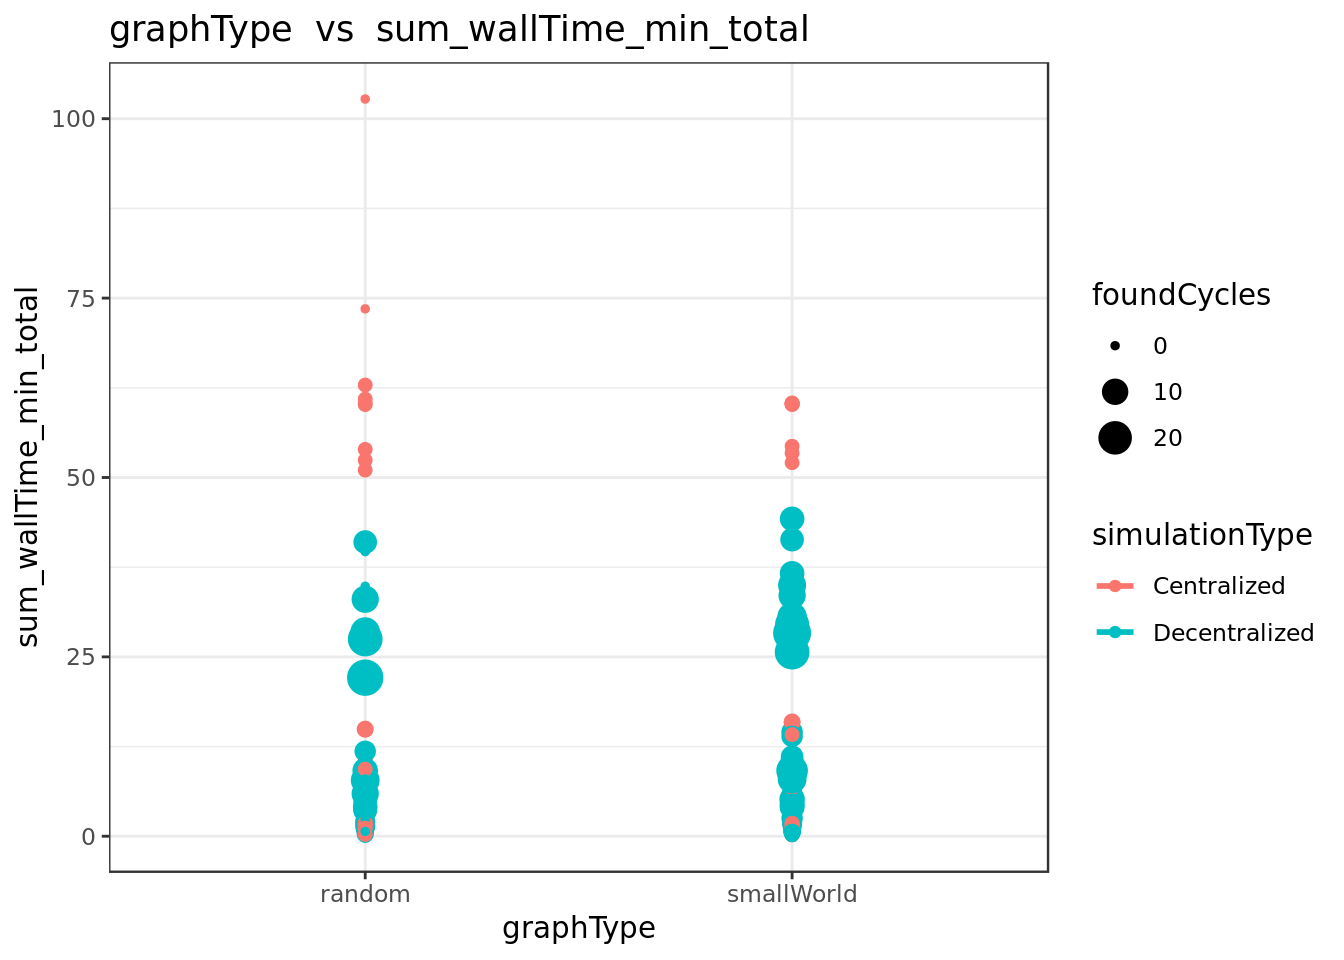 graphType  vs  sum_wallTime_min_total
100
75
50
25
0
sum_wallTime_min_total
random
smallWorld
graphType
foundCycles
0
10
20
simulationType
Centralized
Decentralized